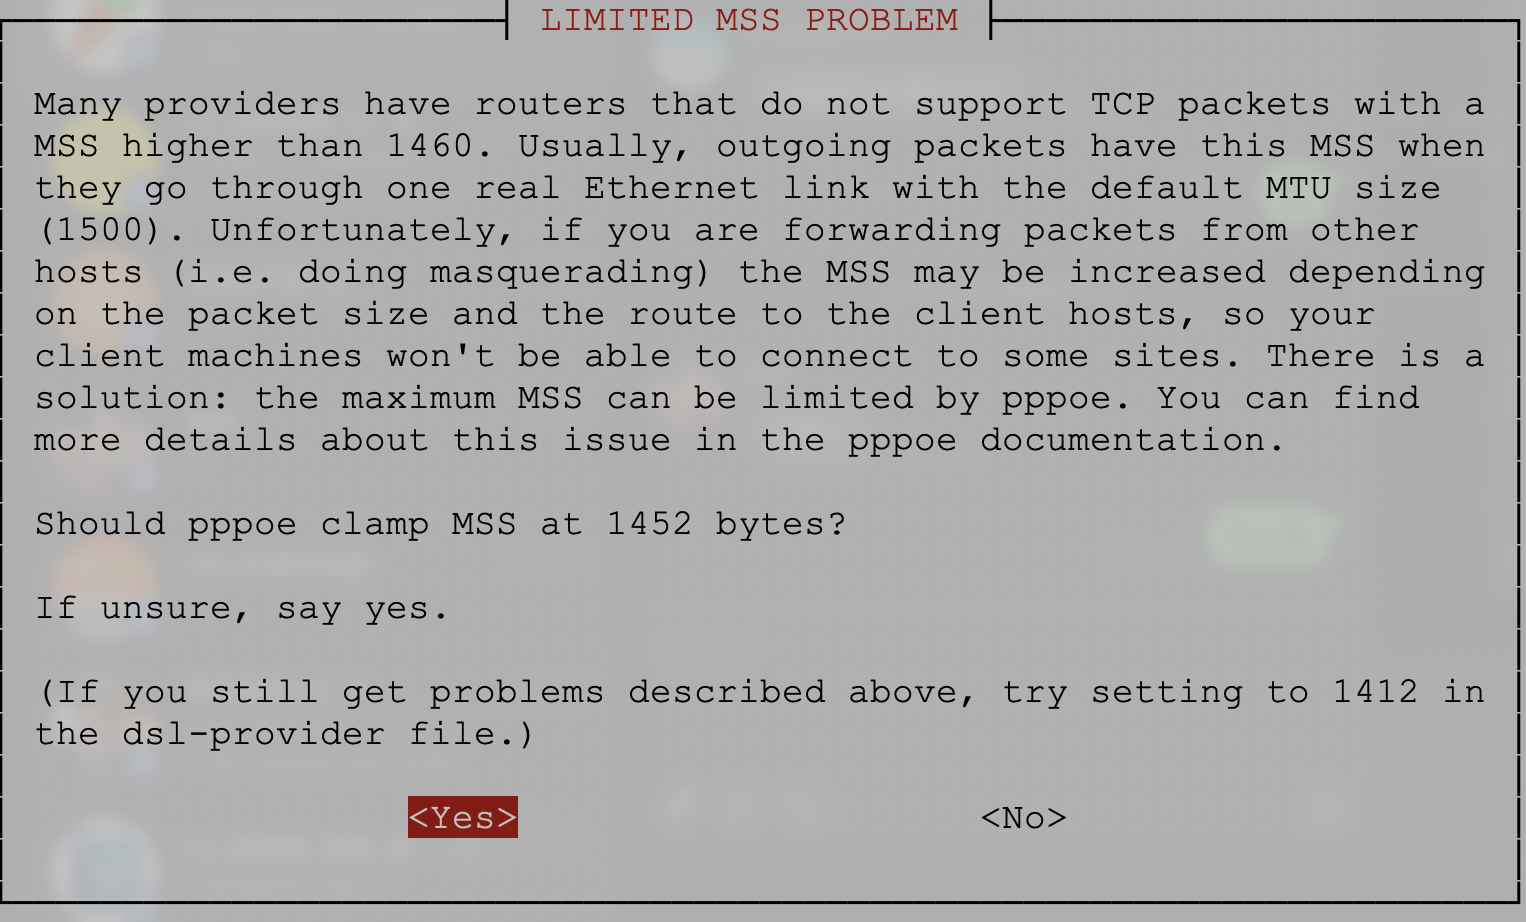 LIMITED MSS PROBLEM
Many providers have routers that do not support TCP packets with a
MSS higher than 1460. Usually, outgoing packets have this MSS when
they go through one real Ethernet link with the default MTU size
(1500). Unfortunately, if you are forwarding packets from other
hosts (i.e. doing masquerading) the MSS may be increased depending
on the packet size and the route to the client hosts, so your
client machines won't be able to connect to some sites. There is a
solution: the maximum MSS can be limited by pppoe. You can find
more details about this issue in the pppoe documentation.
Should pppoe clamp MSS at 1452 bytes?
If unsure, say yes.
(If you still get problems described above, try setting to 1412 in
the dsl-provider file.)
<Yes> <No>